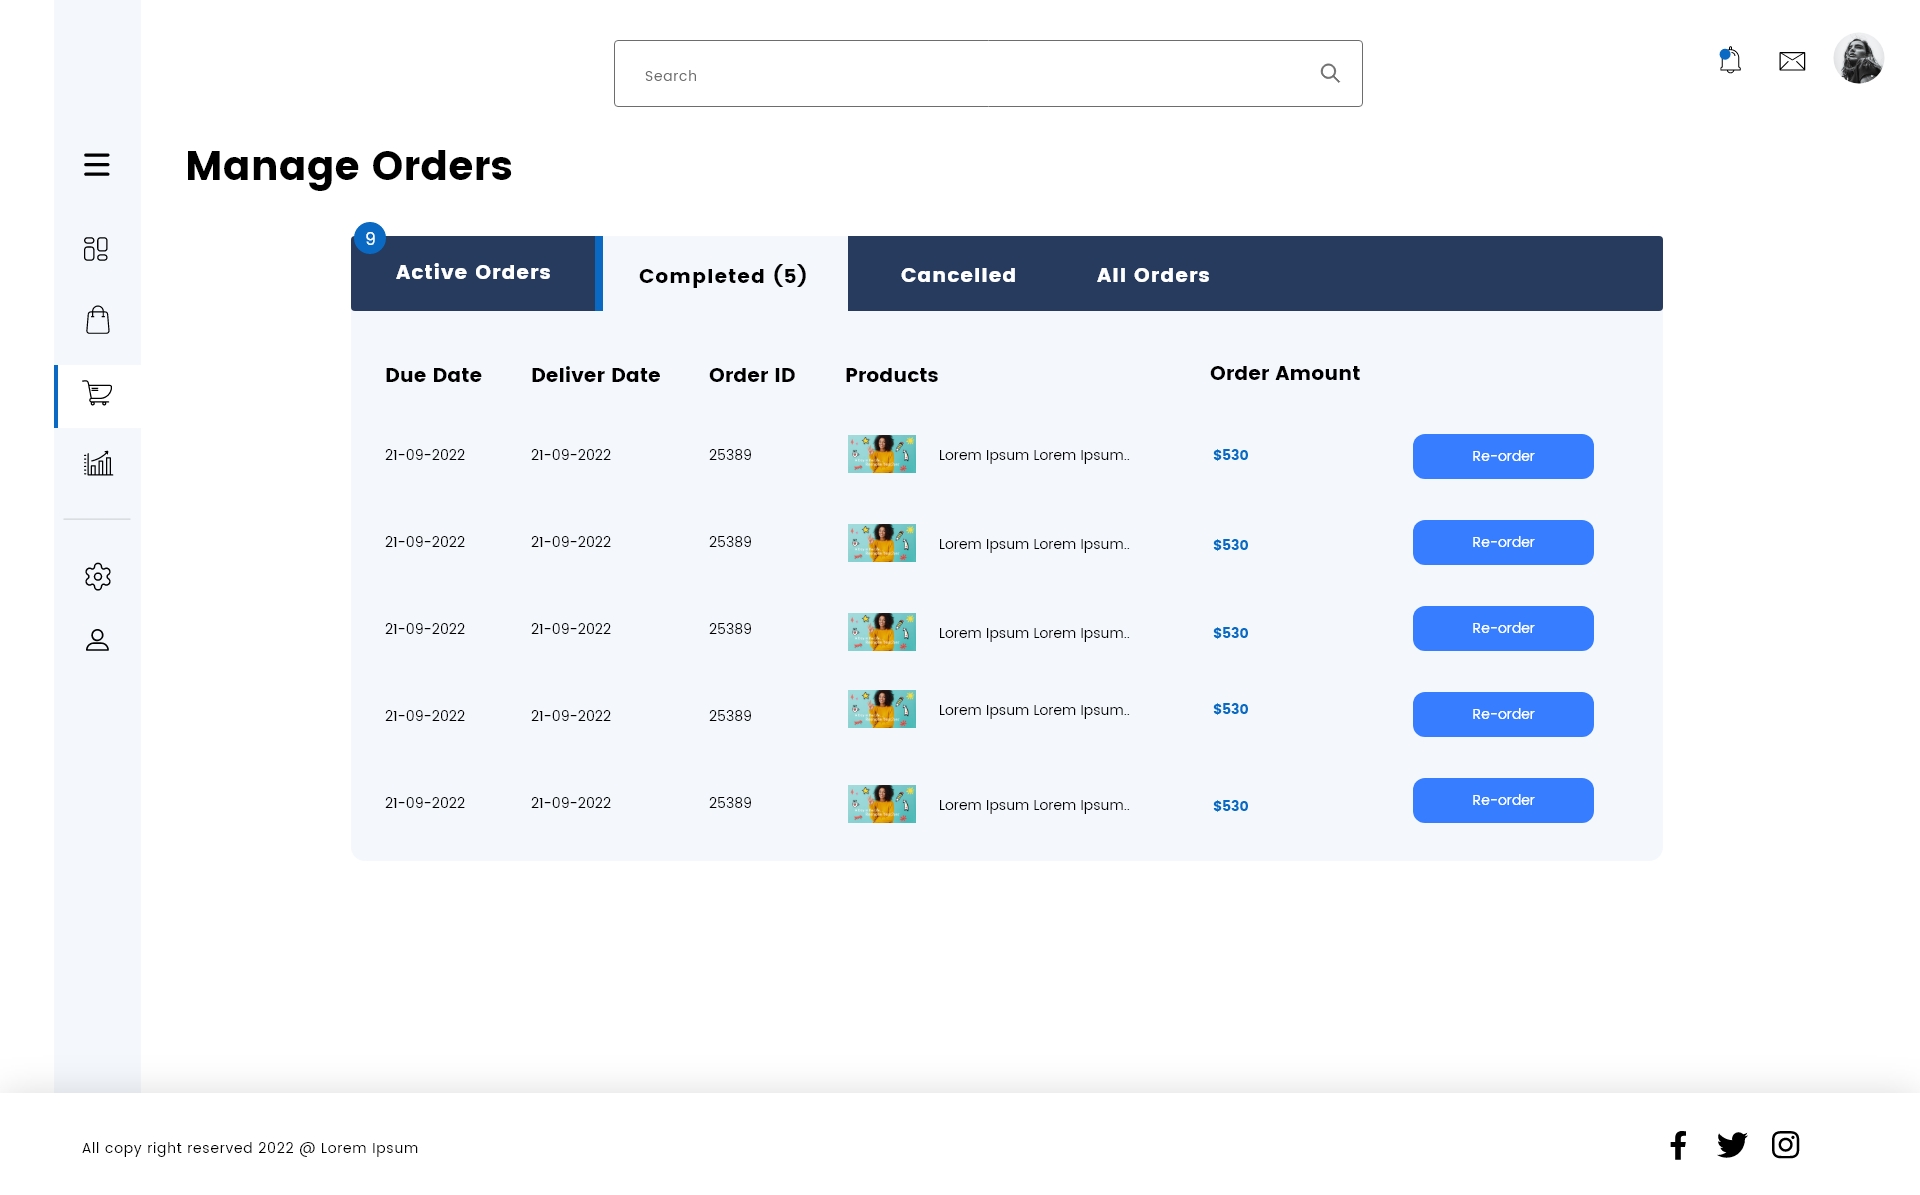 Search
Manage Orders
9
Active Orders
Completed (5)
Cancelled
All Orders
Due Date Deliver Date Order ID Products Order Amount
21-09-2022 21-09-2022 25389 Lorem Ipsum Lorem Ipsum.. $530 Re-order
21-09-2022 21-09-2022 25389 Lorem Ipsum Lorem Ipsum.. $530 Re-order
21-09-2022 21-09-2022 25389 Lorem Ipsum Lorem Ipsum.. $530 Re-order
21-09-2022 21-09-2022 25389 Lorem Ipsum Lorem Ipsum.. $530 Re-order
21-09-2022 21-09-2022 25389 Lorem Ipsum Lorem Ipsum.. $530 Re-order
All copy right reserved 2022 @ Lorem Ipsum